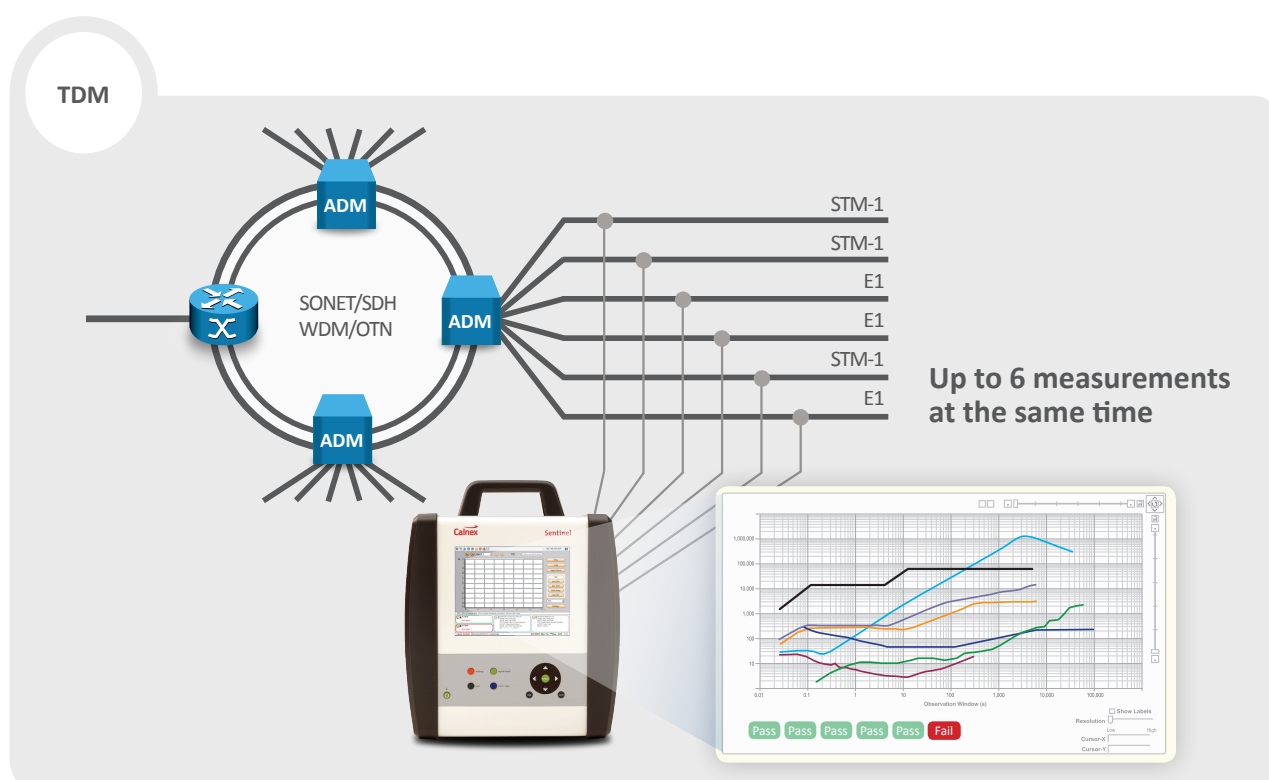 TDM
ADM
STM-1
STM-1
E1
SONET/SDH
WDM/OTN
ADM
E1
STM-1
E1
Up to 6 measurements
at the same time
ADM
Calnex
Sentinel
1,000,000
100,000
10,000
1,000
100
10
0.01 0.1 1 10 100 1,000 10,000 100,000
Observation Window (s)
Show Labels
Resolution
Low High
Cursor-X
Cursor-Y
Pass Pass Pass Pass Pass Fail